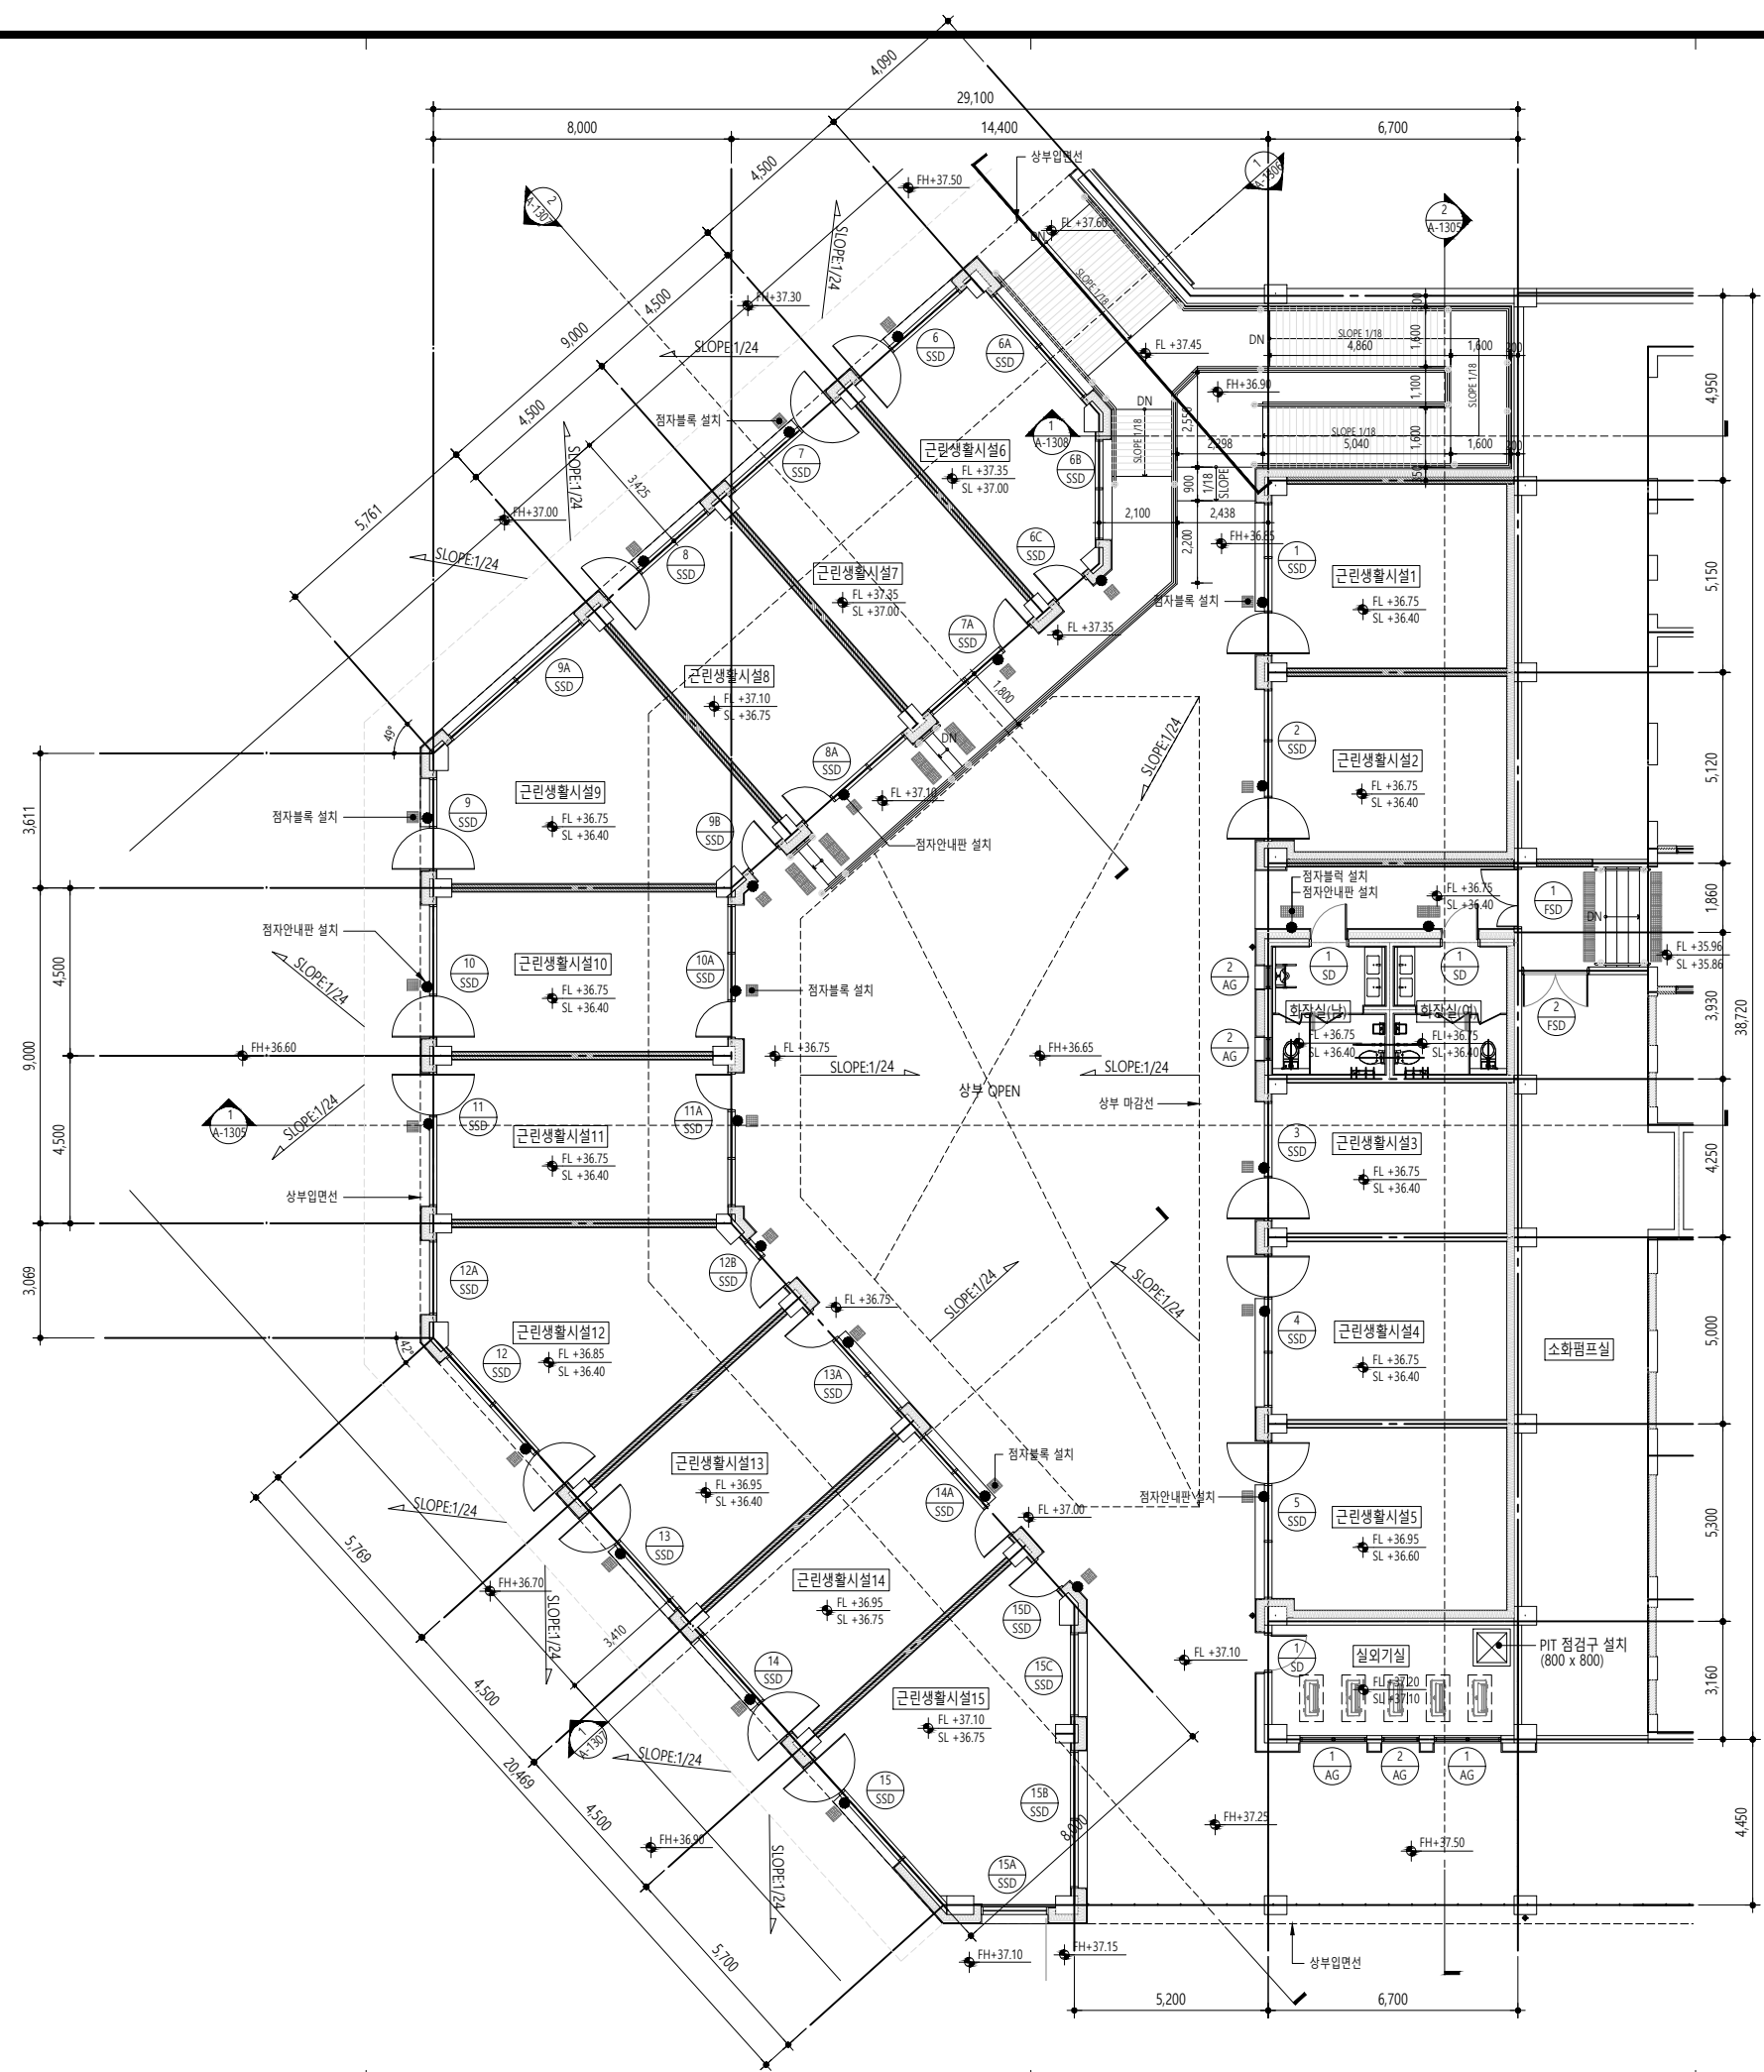 4,090
29,100
8,000
14,400
6,700
4,500
상부입면선
1
A-1306
FH+37.50
2
A-1307
2
A-1305
FL +37.60
DN
SLOPE:1/24
SLOPE 1/18
FH+37.30
4,500
9,000
SLOPE:1/24
6
SSD
6A
SSD
FL +37.45
DN
SLOPE 1/18
4,860
1,600
1,600
SLOPE 1/18
1,100
FH+36.90
4,950
4,500
점자블록 설치
DN
1
A-1308
2,550
SLOPE 1/18
5,040
1,600
1,600
2,298
7
SSD
근린생활시설6
FL +37.35
SL +37.00
6B
SSD
SLOPE 1/18
900
1/18
SLOPE
SLOPE:1/24
3,425
5,761
FH+37.00
2,100
2,438
2,200
FH+36.85
6C
SSD
SLOPE:1/24
8
SSD
근린생활시설7
FL +37.35
SL +37.00
1
SSD
근린생활시설1
FL +36.75
SL +36.40
5,150
점자블록 설치
7A
SSD
FL +37.35
9A
SSD
근린생활시설8
FL +37.10
SL +36.75
1,800
49°
DN
SLOPE:1/24
2
SSD
근린생활시설2
FL +36.75
SL +36.40
5,120
8A
SSD
FL +37.10
3,611
점자블록 설치
9
SSD
근린생활시설9
FL +36.75
SL +36.40
9B
SSD
점자안내판 설치
점자블럭 설치
점자안내판 설치
FL +36.75
SL +36.40
1
FSD
1,860
DN
FL +35.96
SL +35.86
점자안내판 설치
SLOPE:1/24
4,500
10
SSD
근린생활시설10
FL +36.75
SL +36.40
10A
SSD
점자블록 설치
2
AG
1
SD
1
SD
화장실(남)
화장실(여)
2
FSD
3,930
38,720
9,000
FH+36.60
FL +36.75
FH+36.65
2
AG
FL +36.75
SL +36.40
FL +36.75
SL +36.40
SLOPE:1/24
SLOPE:1/24
상부 OPEN
상부 마감선
SLOPE:1/24
1
A-1305
4,500
11
SSD
11A
SSD
근린생활시설11
FL +36.75
SL +36.40
3
SSD
근린생활시설3
FL +36.75
SL +36.40
4,250
상부입면선
3,069
12A
SSD
12B
SSD
SLOPE:1/24
SLOPE:1/24
FL +36.75
근린생활시설12
FL +36.85
SL +36.40
42°
12
SSD
13A
SSD
4
SSD
근린생활시설4
FL +36.75
SL +36.40
소화펌프실
5,000
근린생활시설13
FL +36.95
SL +36.40
점자블록 설치
14A
SSD
점자안내판 설치
FL +37.00
5
SSD
근린생활시설5
FL +36.95
SL +36.60
5,300
SLOPE:1/24
5,769
13
SSD
FH+36.70
SLOPE:1/24
근린생활시설14
FL +36.95
SL +36.75
3,410
15D
SSD
14
SSD
15C
SSD
FL +37.10
1
SD
실외기실
FL +37.20
SL +37.10
PIT 점검구 설치
(800 x 800)
3,160
4,500
근린생활시설15
FL +37.10
SL +36.75
1
A-1307
SLOPE:1/24
20,469
15
SSD
15B
SSD
8,000
1
AG
2
AG
1
AG
4,500
FH+36.90
FH+37.25
FH+37.50
4,450
SLOPE:1/24
15A
SSD
5,700
FH+37.10
FH+37.15
상부입면선
5,200
6,700